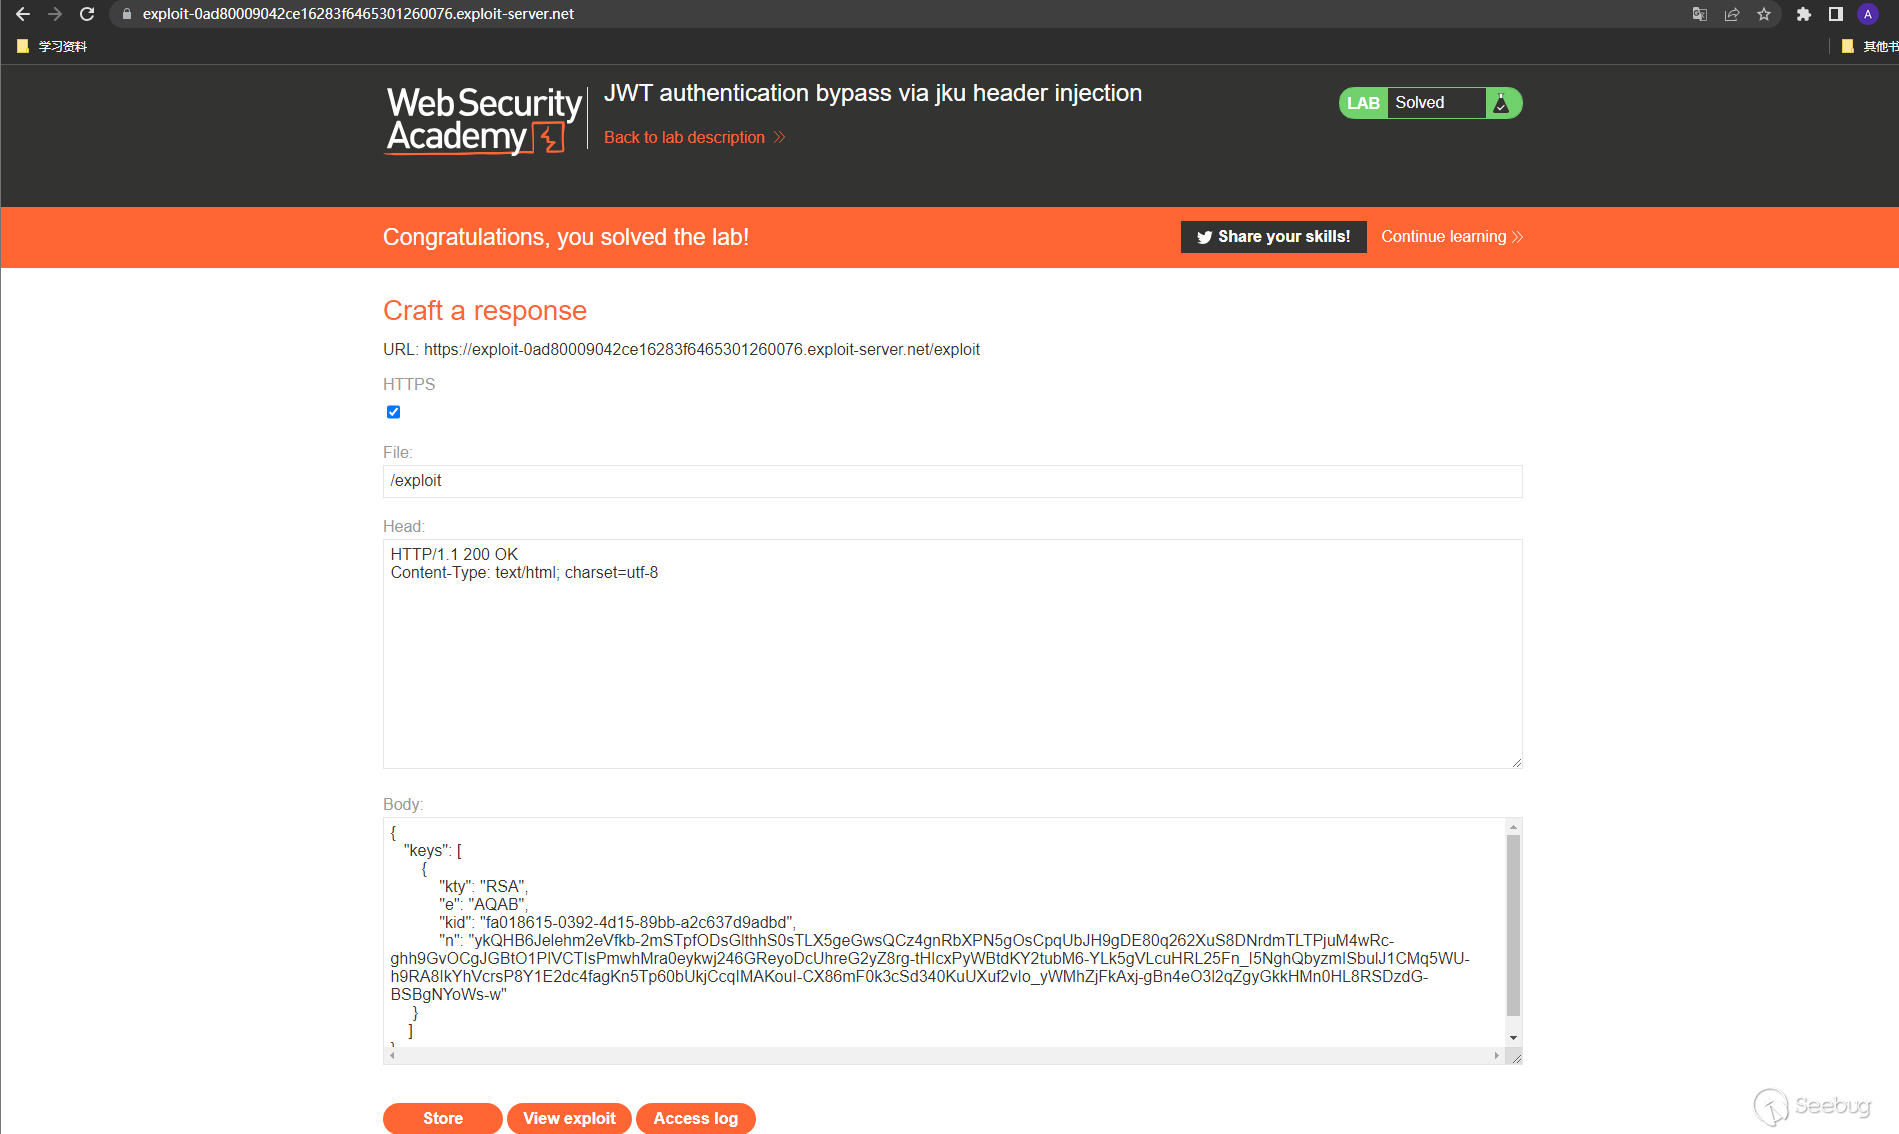 exploit-0ad80009042ce16283f6465301260076.exploit-server.net
A
学习资料
其他书
Web Security
Academy
JWT authentication bypass via jku header injection
Back to lab description
LAB Solved
Congratulations, you solved the lab!
Share your skills!
Continue learning
Craft a response
URL: https://exploit-0ad80009042ce16283f6465301260076.exploit-server.net/exploit
HTTPS
File:
/exploit
Head:
HTTP/1.1 200 OK
Content-Type: text/html; charset=utf-8
Body:
{
"keys": [
{
"kty": "RSA",
"e": "AQAB",
"kid": "fa018615-0392-4d15-89bb-a2c637d9adbd",
"n": "ykQHB6Jelehm2eVfkb-2mSTpfODsGlthhS0sTLX5geGwsQCz4gnRbXPN5gOsCpqUbJH9gDE80q262XuS8DNrdmTLTPjuM4wRc-
ghh9GvOCgJGBtO1PlVCTIsPmwhMra0eykwj246GReyoDcUhreG2yZ8rg-tHlcxPyWBtdKY2tubM6-YLk5gVLcuHRL25Fn_I5NghQbyzmISbulJ1CMq5WU-
h9RA8lkYhVcrsP8Y1E2dc4fagKn5Tp60bUkjCcqlMAKouI-CX86mF0k3cSd340KuUXuf2vlo_yWMhZjFkAxj-gBn4eO3l2qZgyGkkHMn0HL8RSDzdG-
BSBgNYoWs-w"
}
]
}
Store
View exploit
Access log
Seebug